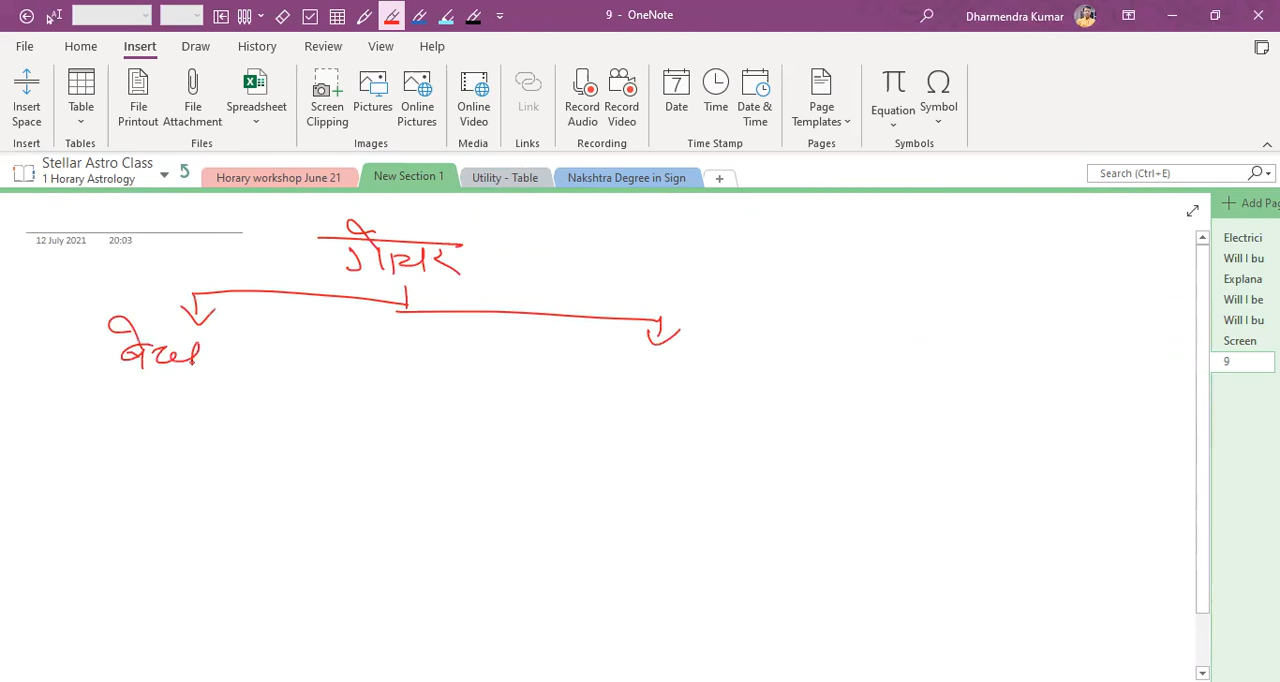 9 - OneNote
Dharmendra Kumar
File Home Insert Draw History Review View Help
Insert Space
Table
File Printout
File Attachment
Spreadsheet
Screen Clipping
Pictures
Online Pictures
Online Video
Link
Record Audio
Record Video
Date
Time
Date & Time
Page Templates
Equation
Symbol
Insert Tables Files Images Media Links Recording Time Stamp Pages Symbols
Stellar Astro Class
1 Horary Astrology
Horary workshop June 21
New Section 1
Utility - Table
Nakshtra Degree in Sign
Search (Ctrl+E)
Add Pag
12 July 2021 20:03
Electrici
Will I bu
Explana
Will I be
Will I bu
Screen
9